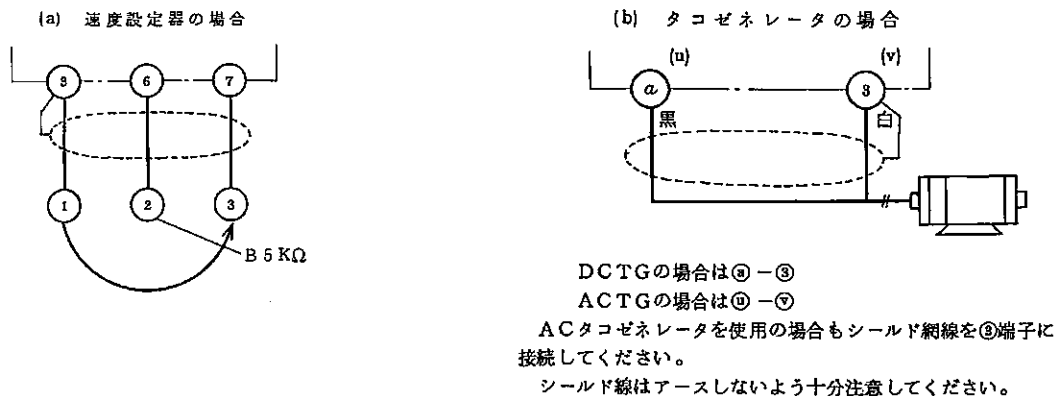 (a) 速度設定器の場合
3 6 7
1 2 3
B5KΩ
(b) タコゼネレータの場合
(u) (v)
a 3
黒 白
DCTGの場合はⓐ－③
ACTGの場合はⓤ－ⓥ
ACタコゼネレータを使用の場合もシールド網線を③端子に
接続してください。
シールド線はアースしないよう十分注意してください。